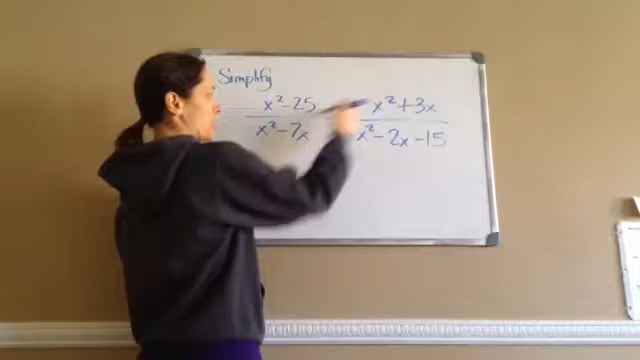 Simplify
x² - 25 x² + 3x
x² - 7x x² - 2x - 15